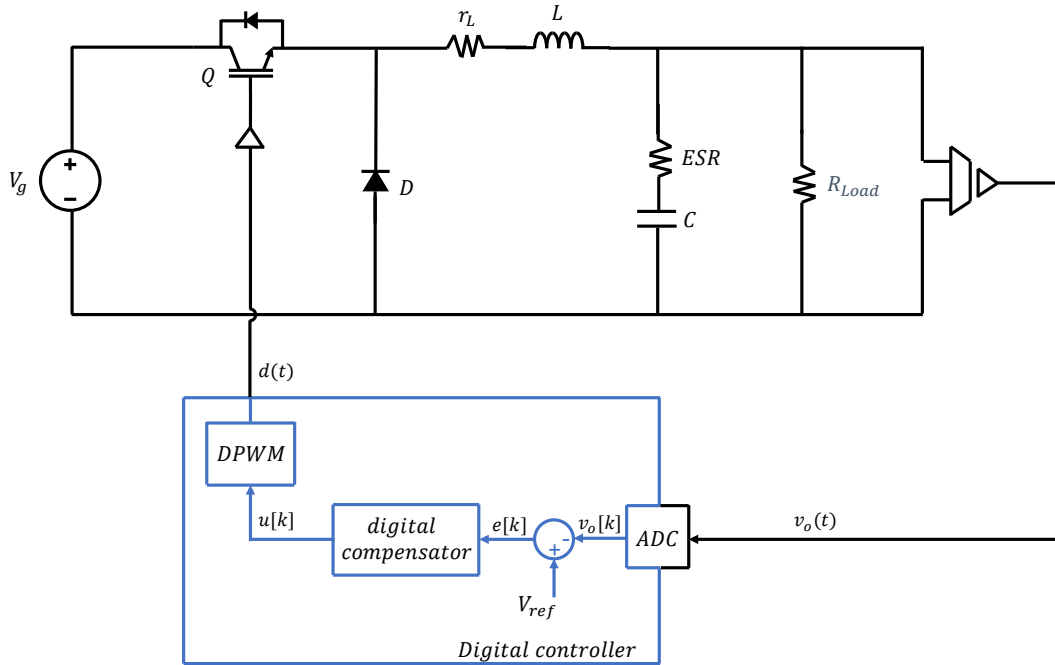 r_L
L
Q
V_g
+
−
D
ESR
C
R_Load
d(t)
DPWM
u[k]
digital
compensator
e[k]
v_o[k]
-
+
ADC
v_o(t)
V_ref
Digital controller